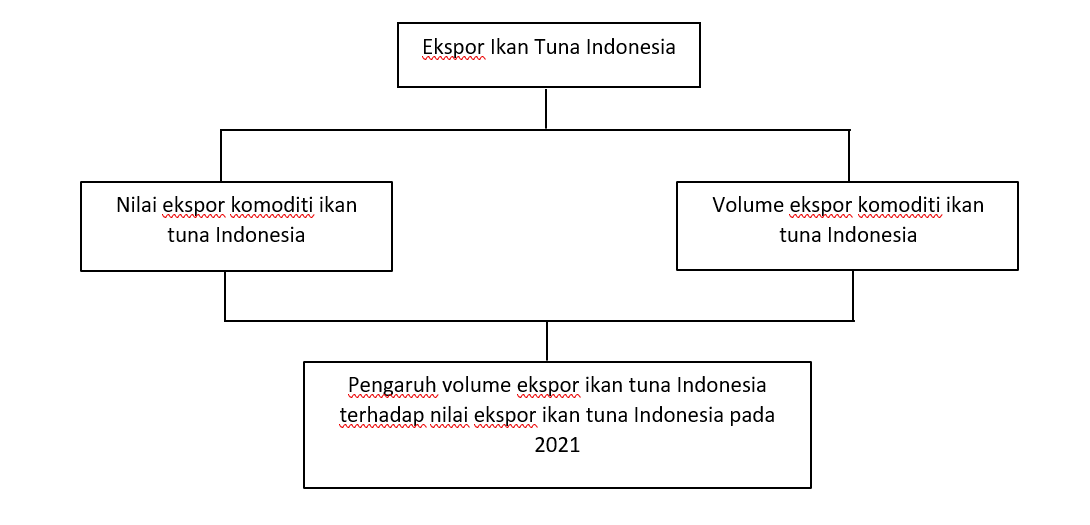 Ekspor Ikan Tuna Indonesia
Nilai ekspor komoditi ikan
tuna Indonesia
Volume ekspor komoditi ikan
tuna Indonesia
Pengaruh volume ekspor ikan tuna Indonesia
terhadap nilai ekspor ikan tuna Indonesia pada
2021